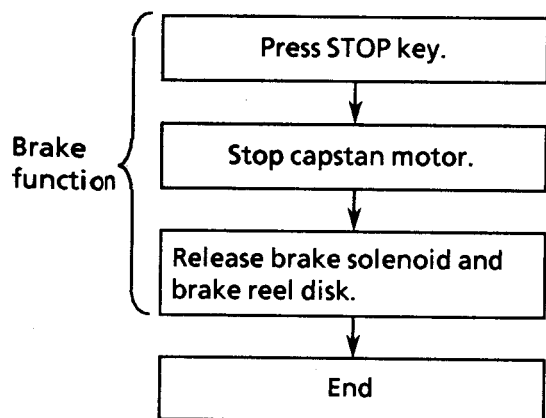 Press STOP key.
Brake
function
Stop capstan motor.
Release brake solenoid and
brake reel disk.
End